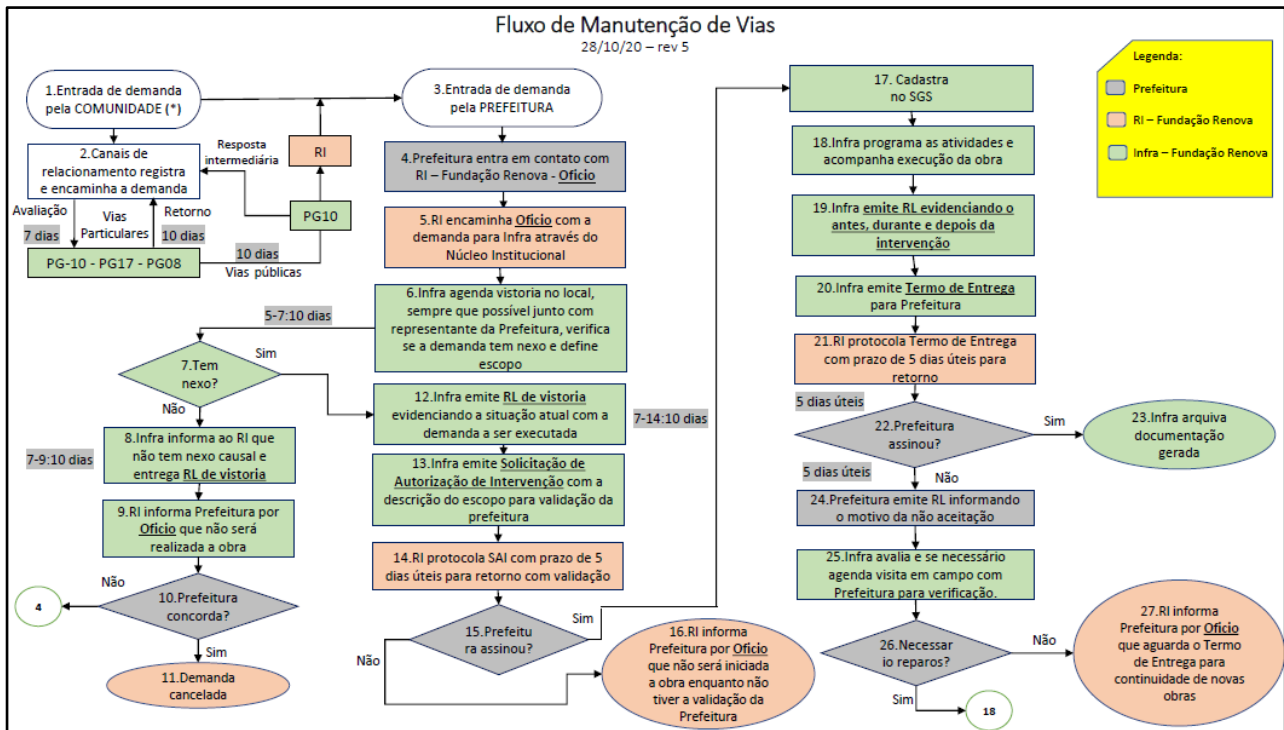 Fluxo de Manutenção de Vias
28/10/20 – rev 5
1.Entrada de demanda
pela COMUNIDADE (*)
2.Canais de
relacionamento registra
e encaminha a demanda
Avaliação
7 dias
Vias
Particulares
Retorno
10 dias
PG-10 - PG17 - PG08
10 dias
Vias públicas
Resposta
intermediária
RI
PG10
3.Entrada de demanda
pela PREFEITURA
4.Prefeitura entra em contato com
RI – Fundação Renova - Oficio
5.RI encaminha Oficio com a
demanda para Infra através do
Núcleo Institucional
6.Infra agenda vistoria no local,
sempre que possível junto com
representante da Prefeitura, verifica
se a demanda tem nexo e define
escopo
5-7:10 dias
7.Tem
nexo?
Sim
Não
8.Infra informa ao RI que
não tem nexo causal e
entrega RL de vistoria
7-9:10 dias
9.RI informa Prefeitura por
Oficio que não será
realizada a obra
10.Prefeitura
concorda?
Não
4
Sim
11.Demanda
cancelada
12.Infra emite RL de vistoria
evidenciando a situação atual com a
demanda a ser executada
7-14:10 dias
13.Infra emite Solicitação de
Autorização de Intervenção com a
descrição do escopo para validação da
prefeitura
14.RI protocola SAI com prazo de 5
dias úteis para retorno com validação
15.Prefeitu
ra assinou?
Sim
Não
16.RI informa
Prefeitura por Oficio
que não será iniciada
a obra enquanto não
tiver a validação da
Prefeitura
17. Cadastra
no SGS
18.Infra programa as atividades e
acompanha execução da obra
19.Infra emite RL evidenciando o
antes, durante e depois da
intervenção
20.Infra emite Termo de Entrega
para Prefeitura
21.RI protocola Termo de Entrega
com prazo de 5 dias úteis para
retorno
5 dias úteis
22.Prefeitura
assinou?
Sim
23.Infra arquiva
documentação
gerada
5 dias úteis
Não
24.Prefeitura emite RL informando
o motivo da não aceitação
25.Infra avalia e se necessário
agenda visita em campo com
Prefeitura para verificação.
26.Necessar
io reparos?
Não
Sim
18
27.RI informa
Prefeitura por Oficio
que aguarda o Termo
de Entrega para
continuidade de novas
obras
Legenda:
Prefeitura
RI – Fundação Renova
Infra – Fundação Renova